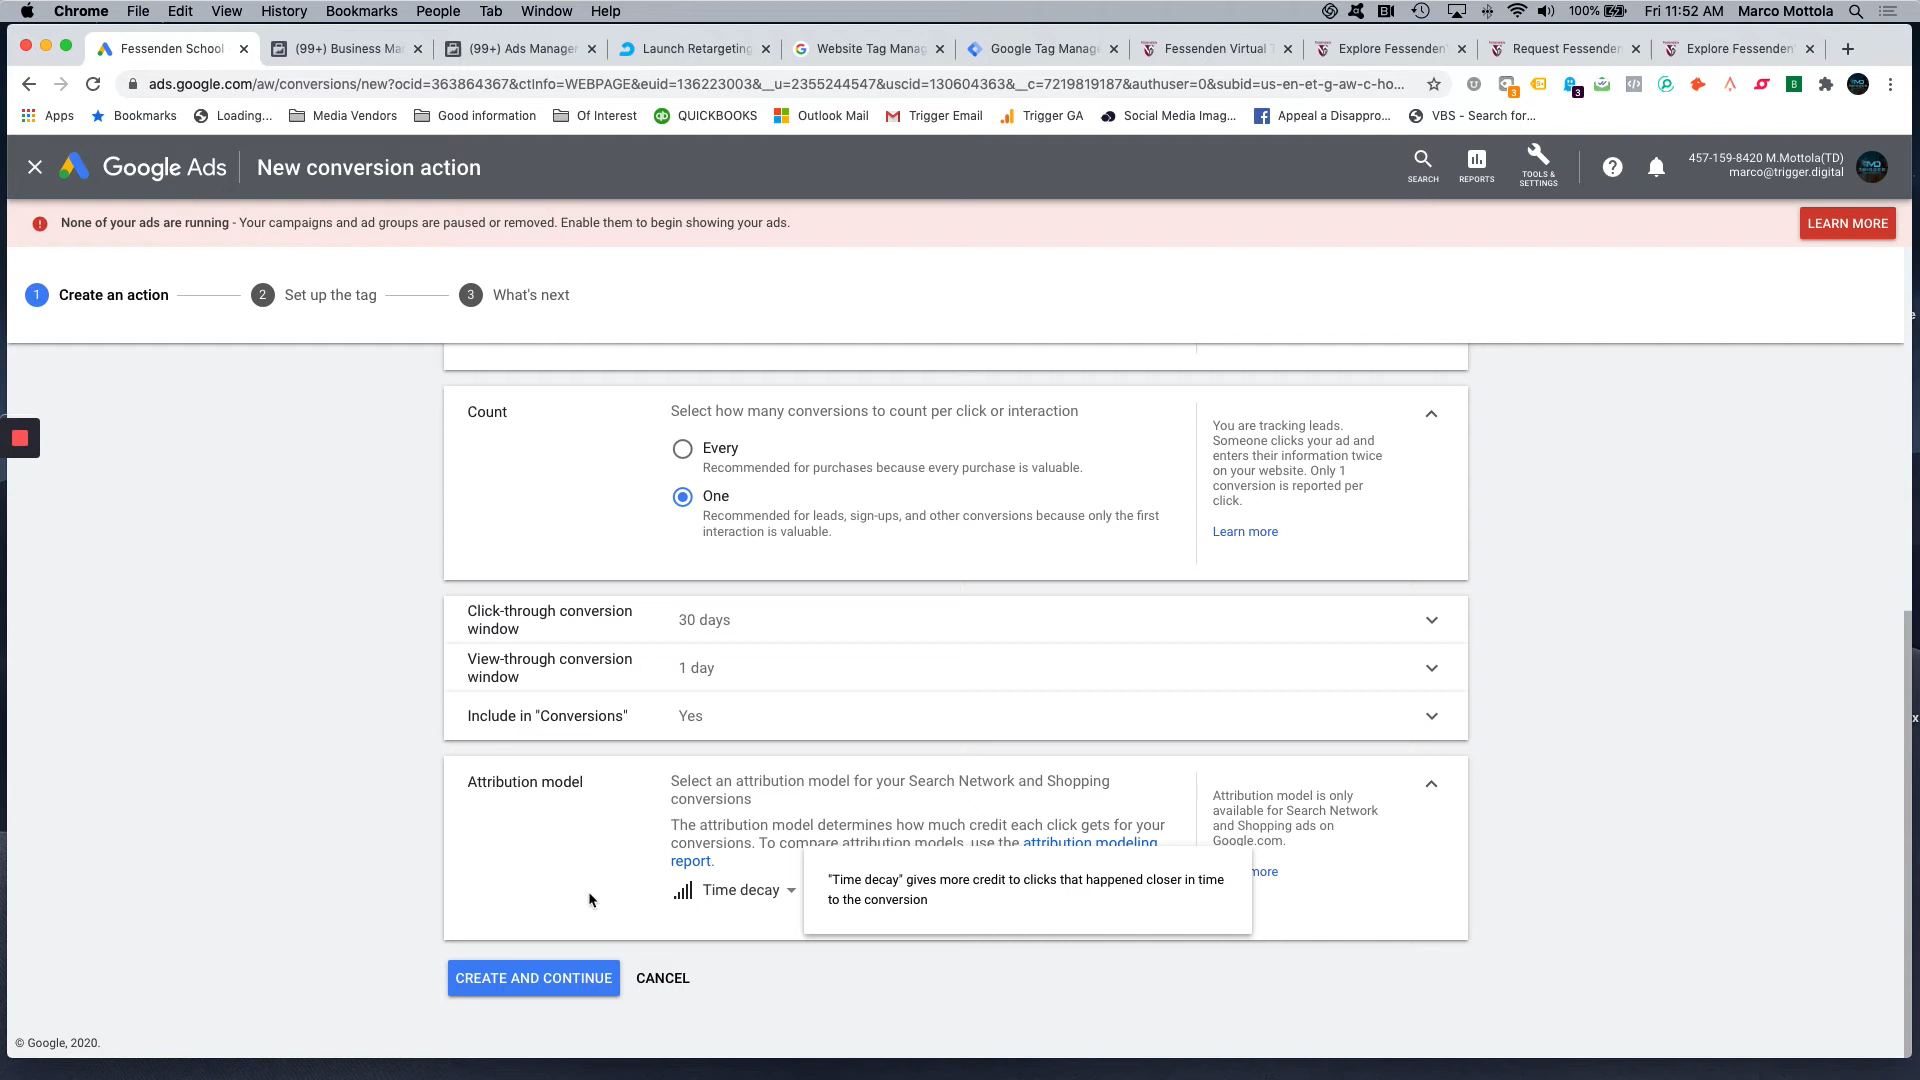 Chrome File Edit View History Bookmarks People Tab Window Help 100% Fri 11:52 AM Marco Mottola
Fessenden School - (99+) Business Ma (99+) Ads Manager Launch Retargeting Website Tag Manag Google Tag Manage Fessenden Virtual T Explore Fessenden' Request Fessenden Explore Fessenden'
ads.google.com/aw/conversions/new?ocid=363864367&ctInfo=WEBPAGE&euid=136223003&__u=2355244547&uscid=130604363&__c=7219819187&authuser=0&subid=us-en-et-g-aw-c-ho...
3 3
Apps Bookmarks Loading... Media Vendors Good information Of Interest QUICKBOOKS Outlook Mail Trigger Email Trigger GA Social Media Imag... Appeal a Disappro... VBS - Search for...
Google Ads New conversion action
SEARCH REPORTS TOOLS & SETTINGS
457-159-8420 M.Mottola(TD)
marco@trigger.digital
None of your ads are running - Your campaigns and ad groups are paused or removed. Enable them to begin showing your ads. LEARN MORE
1 Create an action 2 Set up the tag 3 What's next
Count
Select how many conversions to count per click or interaction
Every
Recommended for purchases because every purchase is valuable.
One
Recommended for leads, sign-ups, and other conversions because only the first
interaction is valuable.
You are tracking leads.
Someone clicks your ad and
enters their information twice
on your website. Only 1
conversion is reported per
click.
Learn more
Click-through conversion
window
30 days
View-through conversion
window
1 day
Include in "Conversions" Yes
Attribution model
Select an attribution model for your Search Network and Shopping
conversions
The attribution model determines how much credit each click gets for your
conversions. To compare attribution models, use the attribution modeling
report.
Time decay
"Time decay" gives more credit to clicks that happened closer in time
to the conversion
Attribution model is only
available for Search Network
and Shopping ads on
Google.com.
more
CREATE AND CONTINUE CANCEL
© Google, 2020.